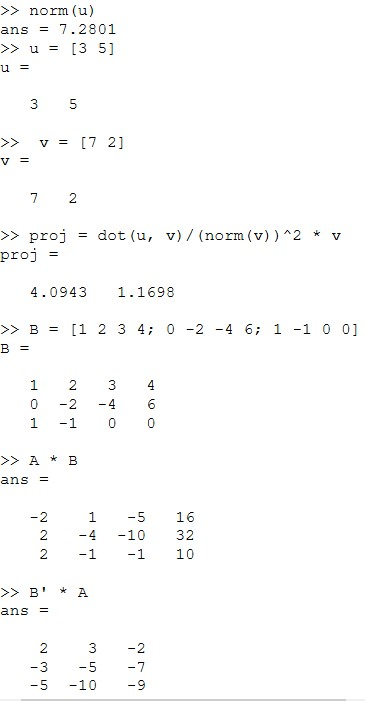 >> norm(u)
ans = 7.2801
>> u = [3 5]
u =
3 5
>> v = [7 2]
v =
7 2
>> proj = dot(u, v)/(norm(v))^2 * v
proj =
4.0943 1.1698
>> B = [1 2 3 4; 0 -2 -4 6; 1 -1 0 0]
B =
1 2 3 4
0 -2 -4 6
1 -1 0 0
>> A * B
ans =
-2 1 -5 16
2 -4 -10 32
2 -1 -1 10
>> B' * A
ans =
2 3 -2
-3 -5 -7
-5 -10 -9